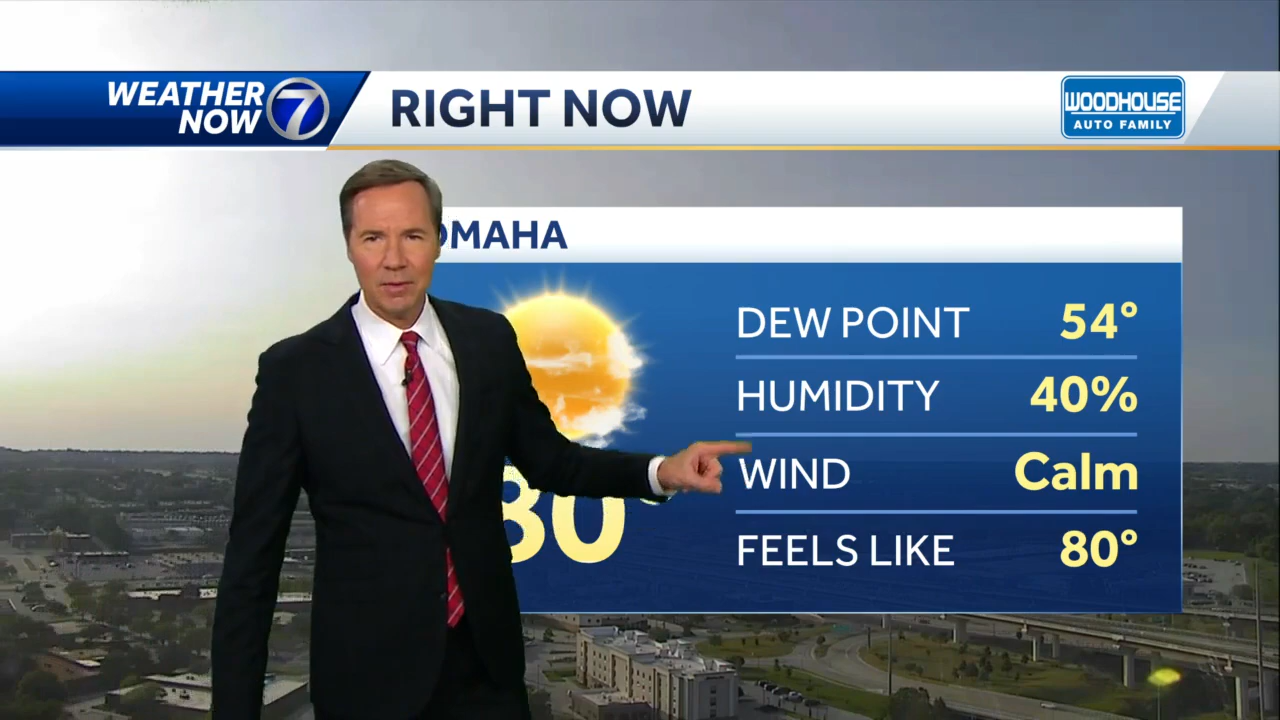 WEATHER
NOW 7
RIGHT NOW
WOODHOUSE
AUTO FAMILY
OMAHA
DEW POINT 54°
HUMIDITY 40%
WIND Calm
FEELS LIKE 80°
80°